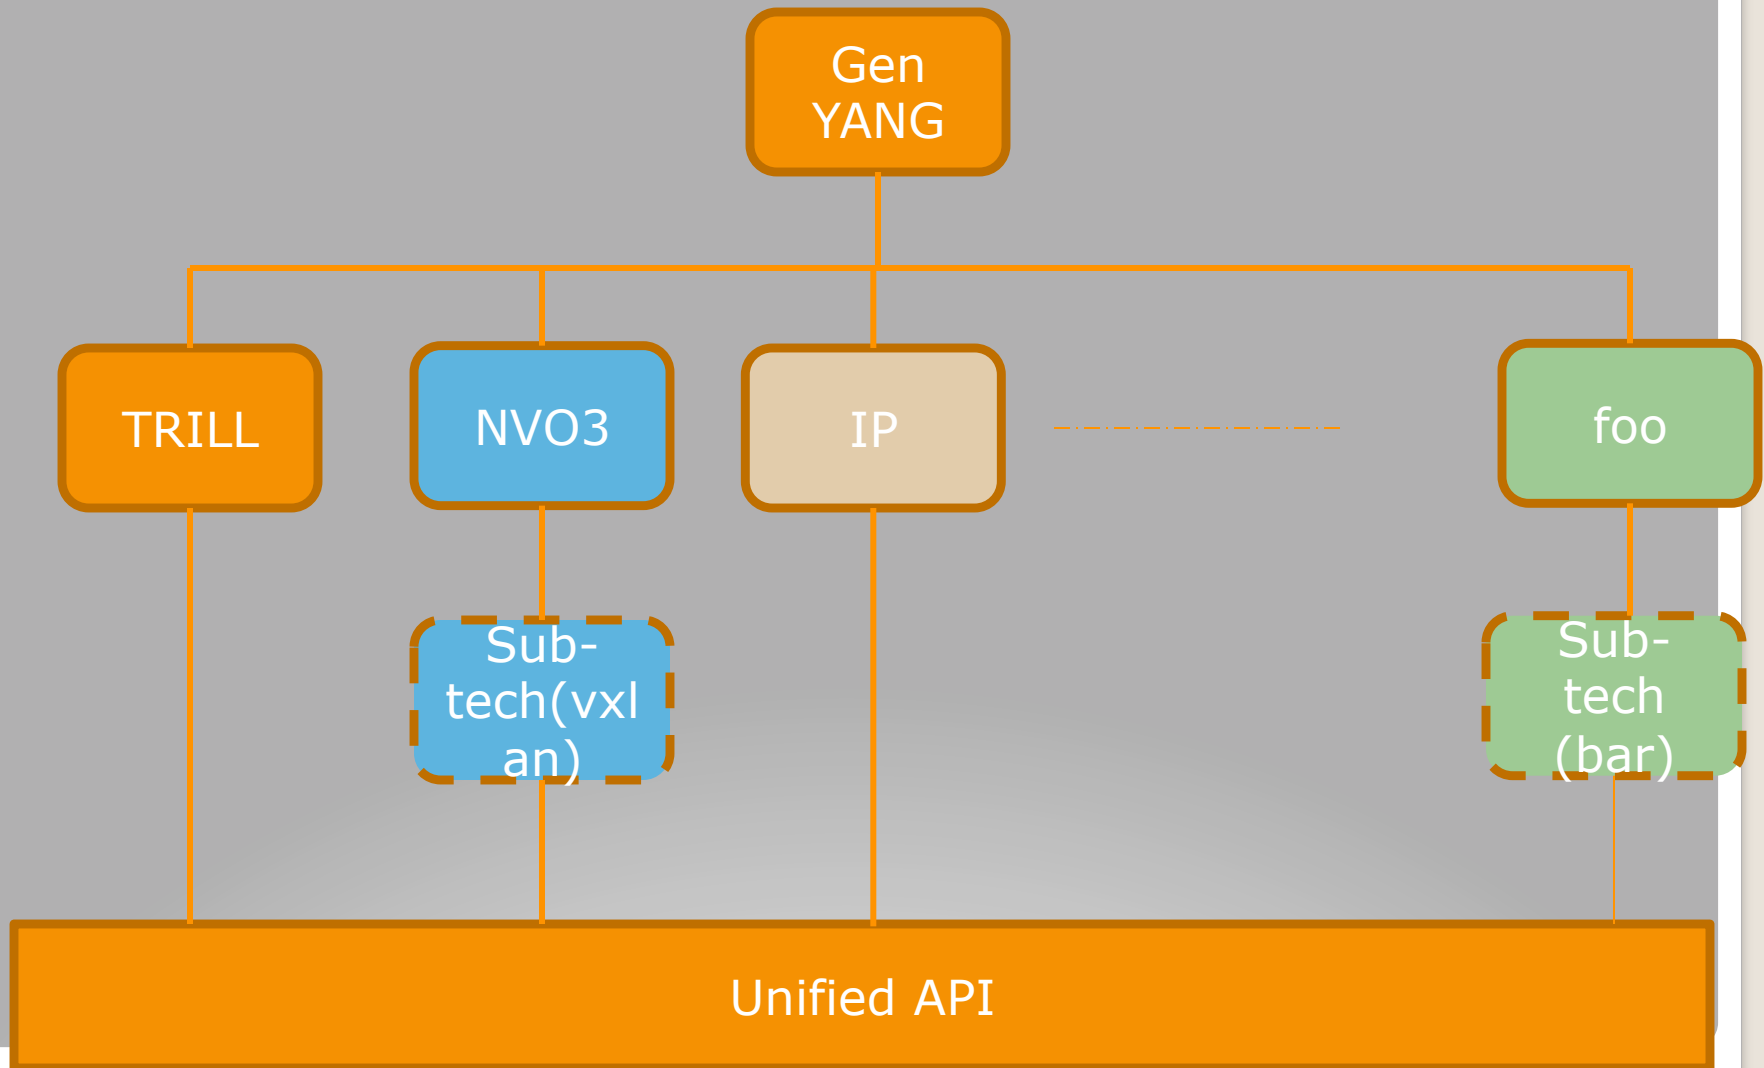 Gen
YANG
TRILL
NVO3
IP
foo
Sub-
tech(vxl
an)
Sub-
tech
(bar)
Unified API